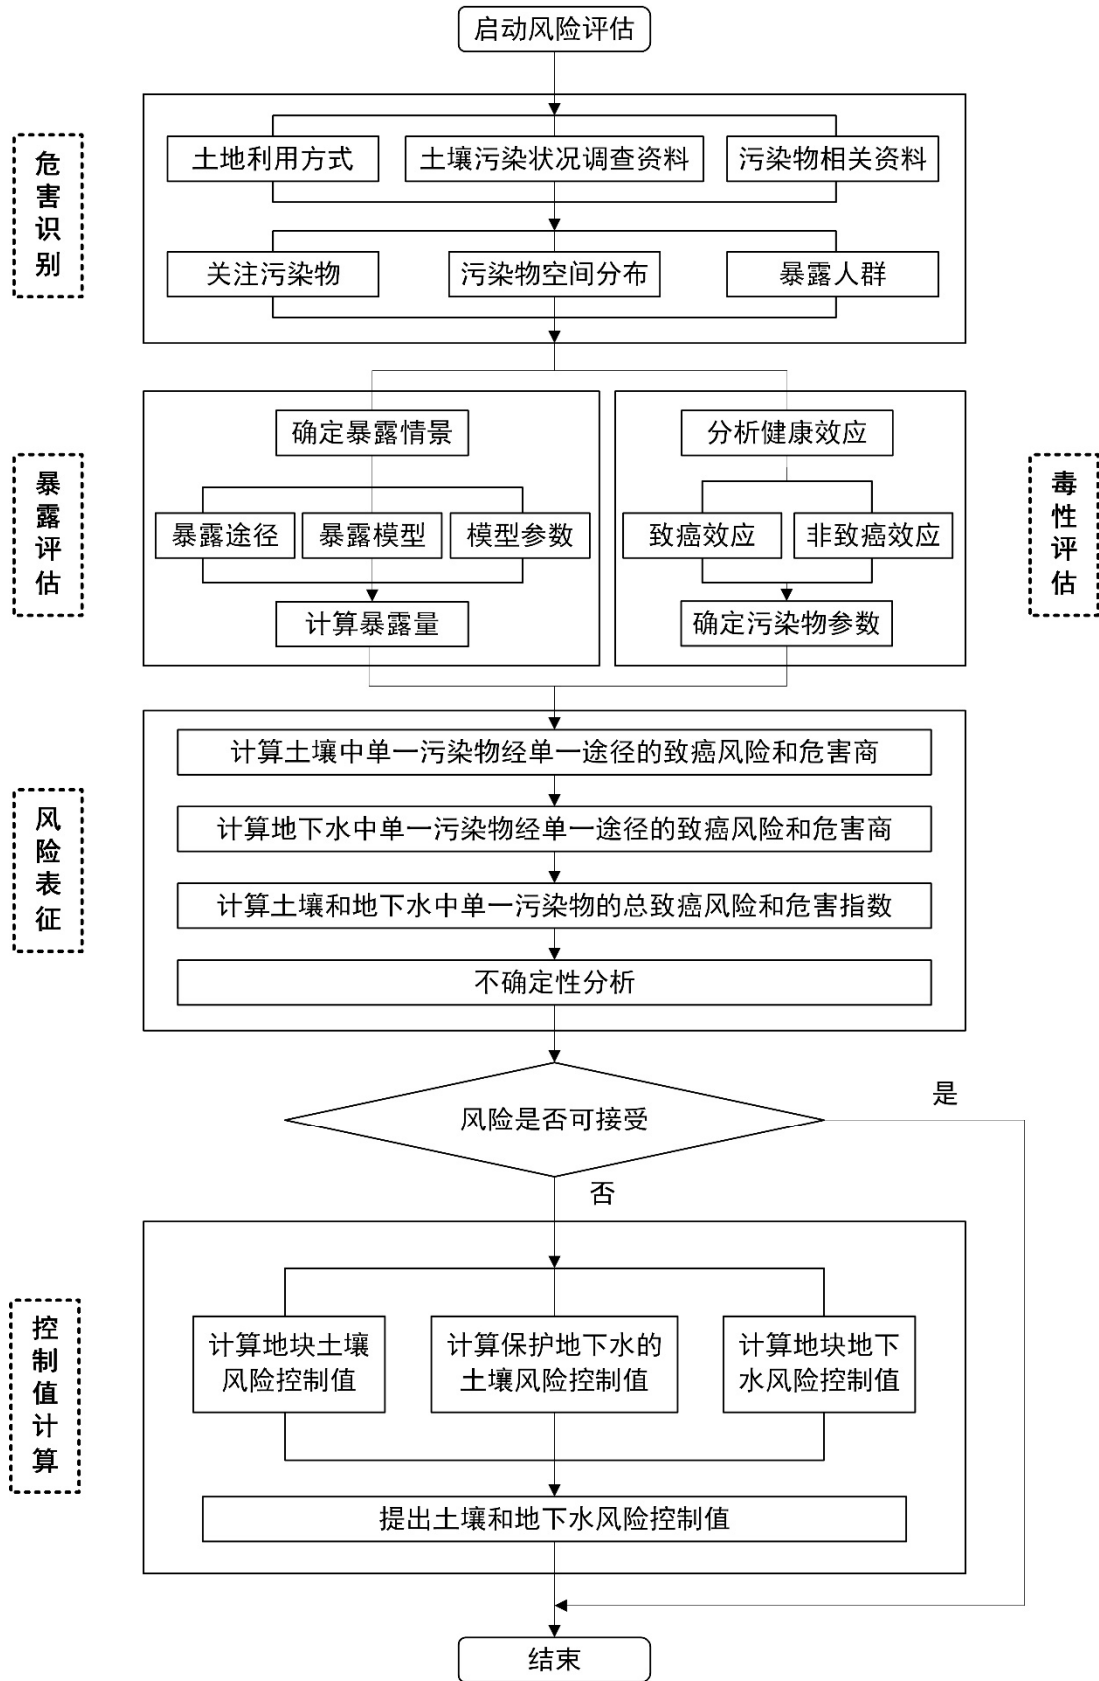 启动风险评估
危害识别
土地利用方式
土壤污染状况调查资料
污染物相关资料
关注污染物
污染物空间分布
暴露人群
暴露评估
确定暴露情景
暴露途径
暴露模型
模型参数
计算暴露量
分析健康效应
致癌效应
非致癌效应
确定污染物参数
毒性评估
风险表征
计算土壤中单一污染物经单一途径的致癌风险和危害商
计算地下水中单一污染物经单一途径的致癌风险和危害商
计算土壤和地下水中单一污染物的总致癌风险和危害指数
不确定性分析
风险是否可接受
是
否
控制值计算
计算地块土壤
风险控制值
计算保护地下水的
土壤风险控制值
计算地块地下
水风险控制值
提出土壤和地下水风险控制值
结束